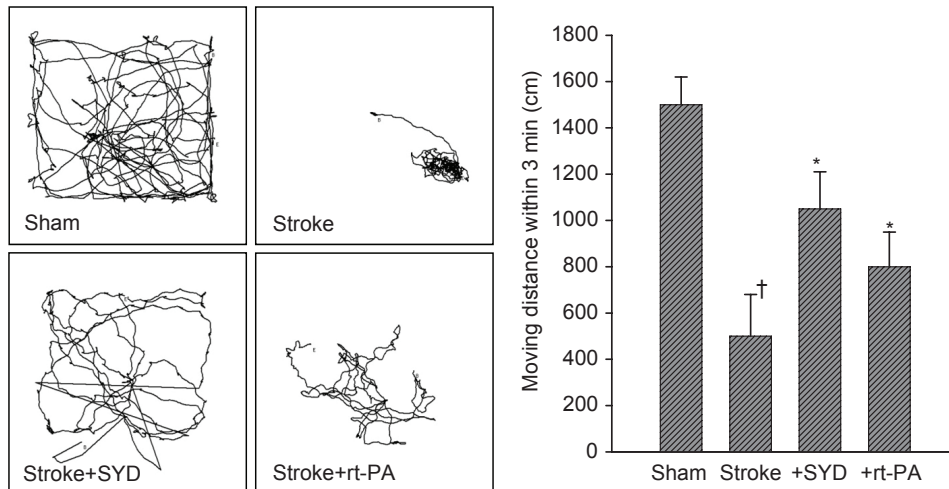 Sham
Stroke
Stroke+SYD
Stroke+rt-PA
Moving distance within 3 min (cm)
1800
1600
1400
1200
1000
800
600
400
200
0
†
*
*
Sham Stroke +SYD +rt-PA